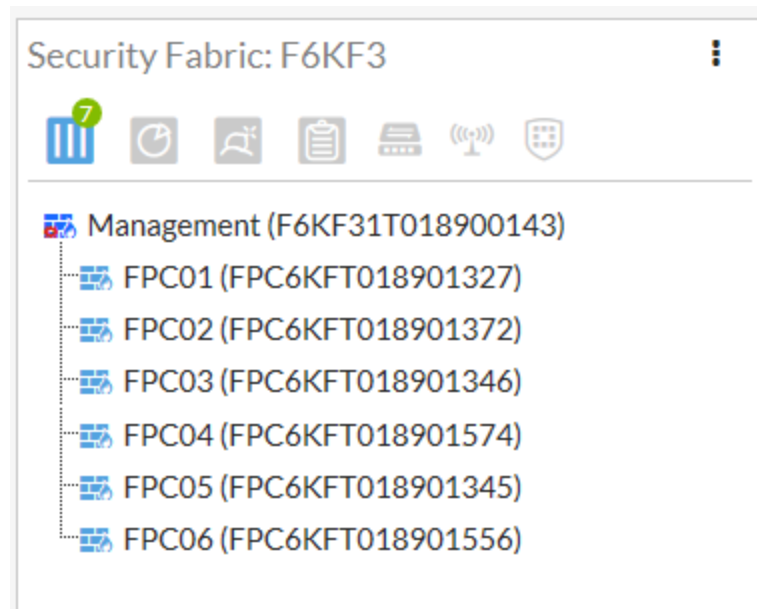 Security Fabric: F6KF3
7
Management (F6KF31T018900143)
FPC01 (FPC6KFT018901327)
FPC02 (FPC6KFT018901372)
FPC03 (FPC6KFT018901346)
FPC04 (FPC6KFT018901574)
FPC05 (FPC6KFT018901345)
FPC06 (FPC6KFT018901556)